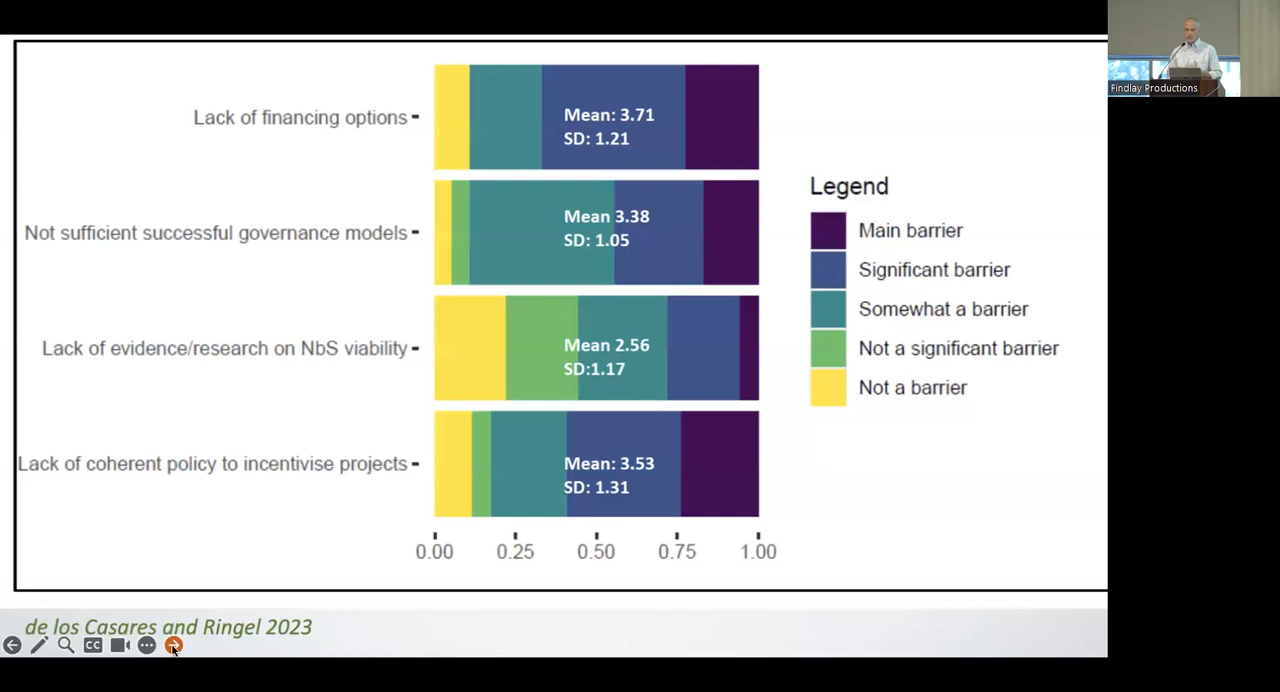 Findlay Productions
Lack of financing options
Mean: 3.71
SD: 1.21
Not sufficient successful governance models
Mean 3.38
SD: 1.05
Lack of evidence/research on NbS viability
Mean 2.56
SD:1.17
Lack of coherent policy to incentivise projects
Mean: 3.53
SD: 1.31
0.00 0.25 0.50 0.75 1.00
Legend
Main barrier
Significant barrier
Somewhat a barrier
Not a significant barrier
Not a barrier
de los Casares and Ringel 2023
CC